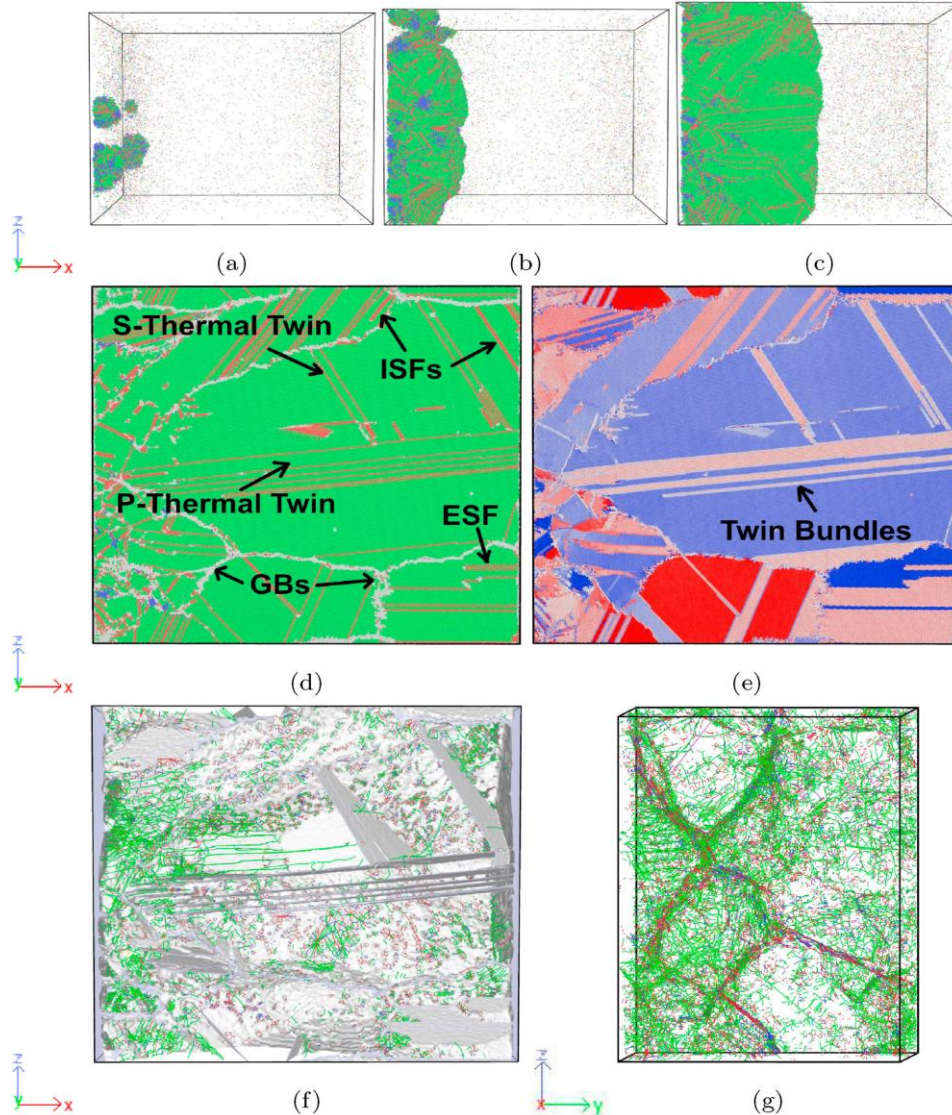 z
y
x
(a)
(b)
(c)
S-Thermal Twin
ISFs
P-Thermal Twin
ESF
GBs
Twin Bundles
z
y
x
(d)
(e)
z
y
x
(f)
z
x
y
(g)